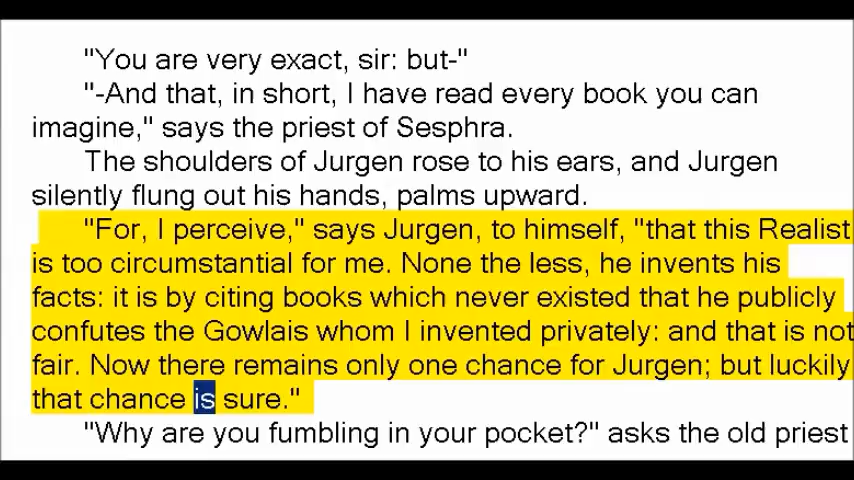 "You are very exact, sir: but-"
"-And that, in short, I have read every book you can
imagine," says the priest of Sesphra.
The shoulders of Jurgen rose to his ears, and Jurgen
silently flung out his hands, palms upward.
"For, I perceive," says Jurgen, to himself, "that this Realist
is too circumstantial for me. None the less, he invents his
facts: it is by citing books which never existed that he publicly
confutes the Gowlais whom I invented privately: and that is not
fair. Now there remains only one chance for Jurgen; but luckily
that chance is sure."
"Why are you fumbling in your pocket?" asks the old priest